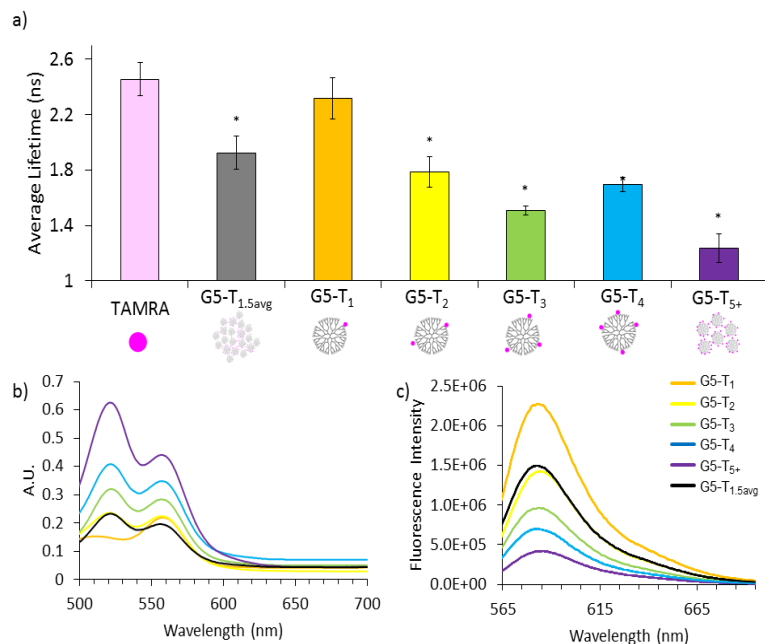 a)
Average Lifetime (ns)
2.6
2.2
1.8
1.4
1
*
*
*
*
*
TAMRA
G5-T1.5avg
G5-T1
G5-T2
G5-T3
G5-T4
G5-T5+
b)
A.U.
0.7
0.6
0.5
0.4
0.3
0.2
0.1
0
500 550 600 650 700
Wavelength (nm)
c)
Fluorescence Intensity
2.5E+06
2.0E+06
1.5E+06
1.0E+06
5.0E+05
0.0E+00
565 615 665
Wavelength (nm)
G5-T1
G5-T2
G5-T3
G5-T4
G5-T5+
G5-T1.5avg